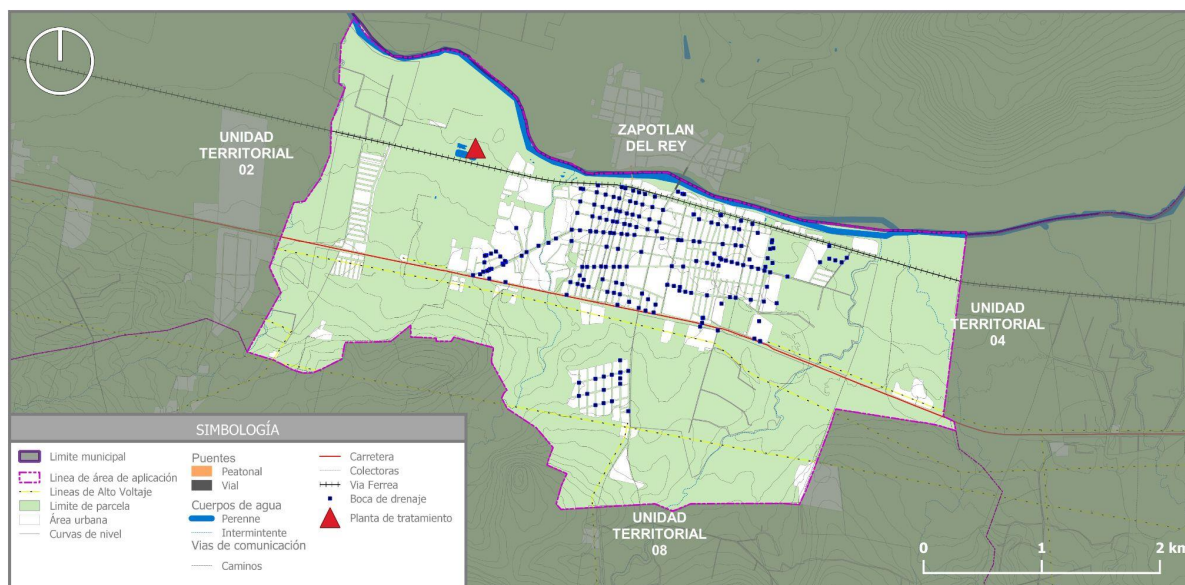 ZAPOTLAN
DEL REY
UNIDAD
TERRITORIAL
02
UNIDAD
TERRITORIAL
04
UNIDAD
TERRITORIAL
08
0 1 2 km
SIMBOLOGÍA
Limite municipal
Linea de área de aplicación
Lineas de Alto Voltaje
Limite de parcela
Área urbana
Curvas de nivel
Puentes
Peatonal
Vial
Cuerpos de agua
Perenne
Intermintente
Vias de comunicación
Caminos
Carretera
Colectoras
Via Ferrea
Boca de drenaje
Planta de tratamiento